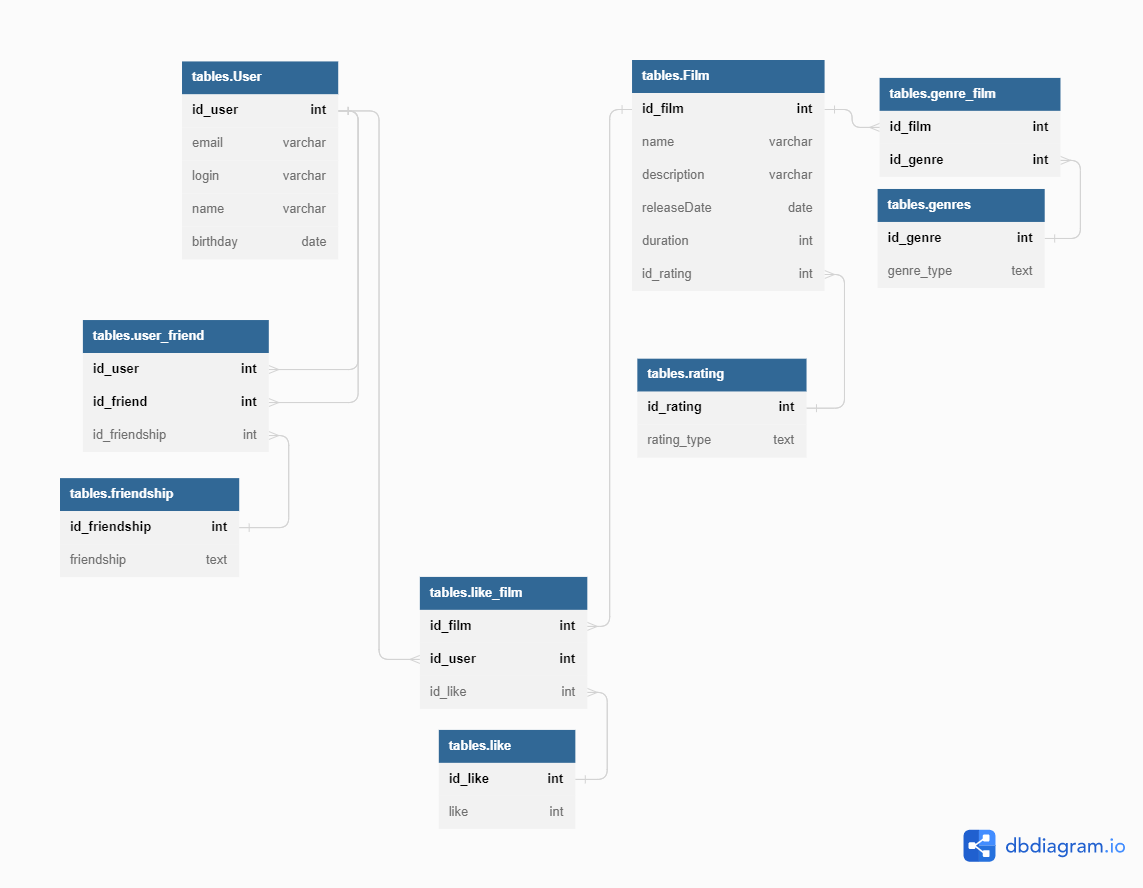 tables.User
id_user int
email varchar
login varchar
name varchar
birthday date
tables.Film
id_film int
name varchar
description varchar
releaseDate date
duration int
id_rating int
tables.genre_film
id_film int
id_genre int
tables.genres
id_genre int
genre_type text
tables.user_friend
id_user int
id_friend int
id_friendship int
tables.rating
id_rating int
rating_type text
tables.friendship
id_friendship int
friendship text
tables.like_film
id_film int
id_user int
id_like int
tables.like
id_like int
like int
dbdiagram.io